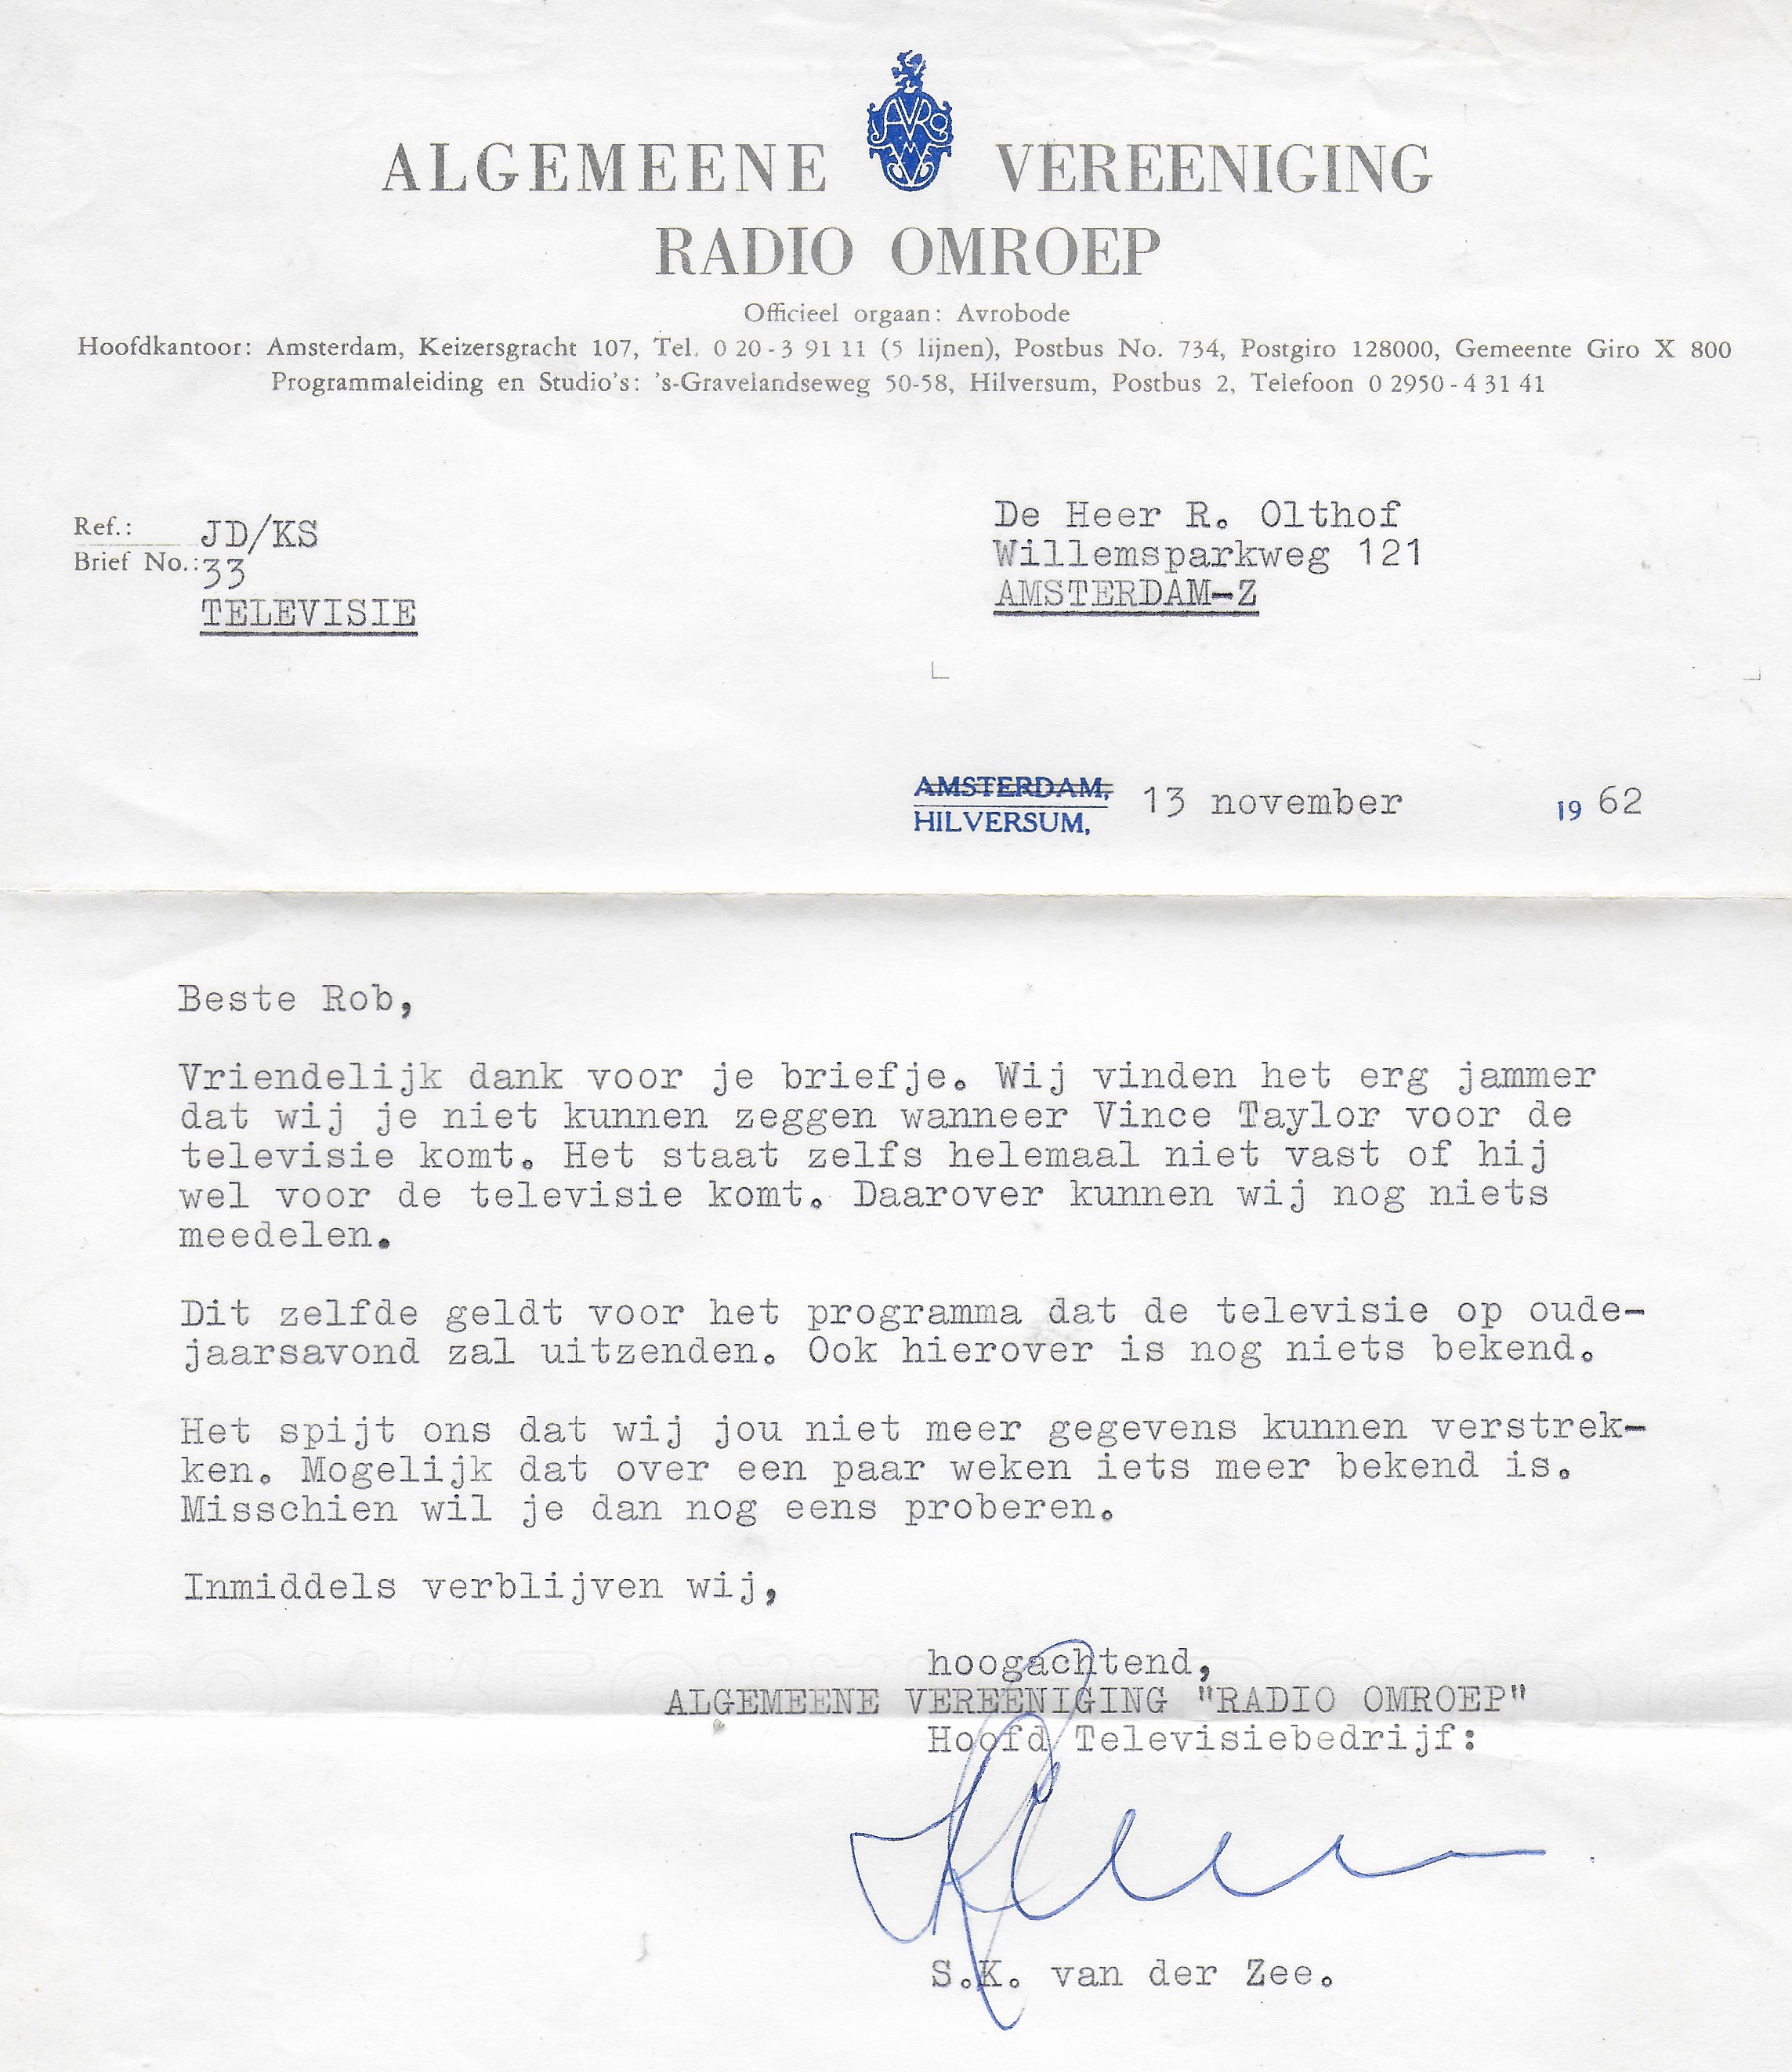 AVRO
ALGEMEENE VEREENIGING
RADIO OMROEP
Officieel orgaan: Avrobode
Hoofdkantoor: Amsterdam, Keizersgracht 107, Tel. 0 20 - 3 91 11 (5 lijnen), Postbus No. 734, Postgiro 128000, Gemeente Giro X 800
Programmaleiding en Studio's: 's-Gravelandseweg 50-58, Hilversum, Postbus 2, Telefoon 0 2950 - 4 31 41
Ref.: JD/KS
Brief No.: 33
TELEVISIE
De Heer R. Olthof
Willemsparkweg 121
AMSTERDAM-Z
AMSTERDAM,
HILVERSUM, 13 november 19 62
Beste Rob,
Vriendelijk dank voor je briefje. Wij vinden het erg jammer
dat wij je niet kunnen zeggen wanneer Vince Taylor voor de
televisie komt. Het staat zelfs helemaal niet vast of hij
wel voor de televisie komt. Daarover kunnen wij nog niets
meedelen.
Dit zelfde geldt voor het programma dat de televisie op oude-
jaarsavond zal uitzenden. Ook hierover is nog niets bekend.
Het spijt ons dat wij jou niet meer gegevens kunnen verstrek-
ken. Mogelijk dat over een paar weken iets meer bekend is.
Misschien wil je dan nog eens proberen.
Inmiddels verblijven wij,
hoogachtend,
ALGEMEENE VEREENIGING "RADIO OMROEP"
Hoofd Televisiebedrijf:
S.K. van der Zee.